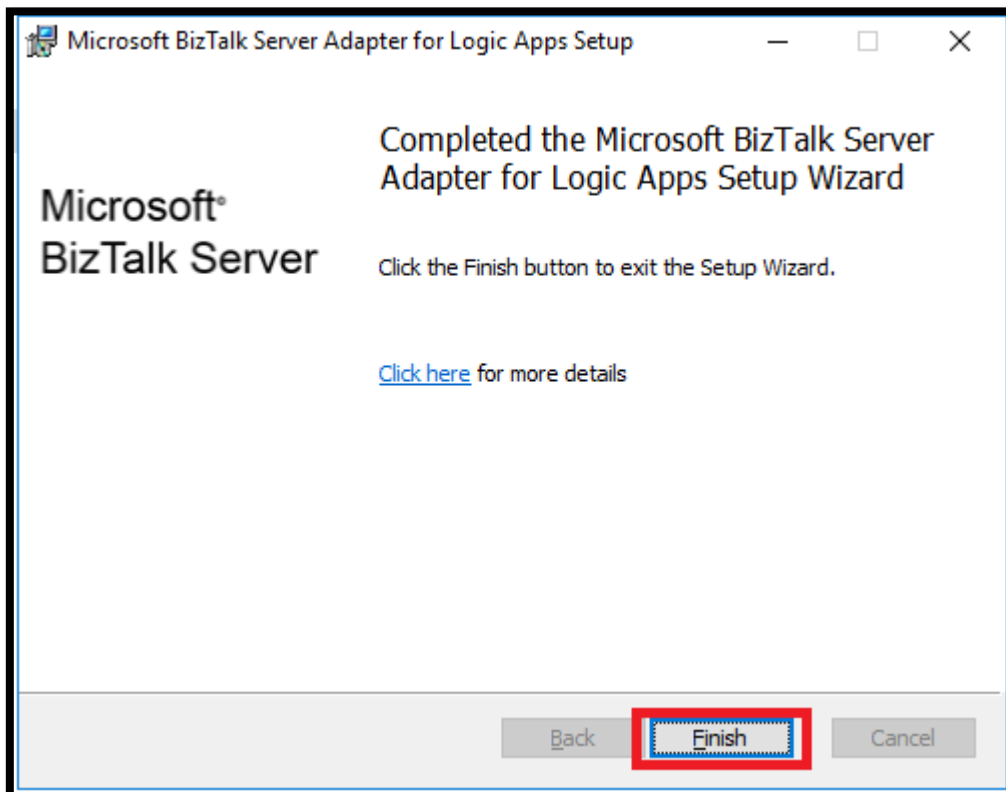 Microsoft BizTalk Server Adapter for Logic Apps Setup
Completed the Microsoft BizTalk Server
Adapter for Logic Apps Setup Wizard
Microsoft®
BizTalk Server
Click the Finish button to exit the Setup Wizard.
Click here for more details
Back Finish Cancel